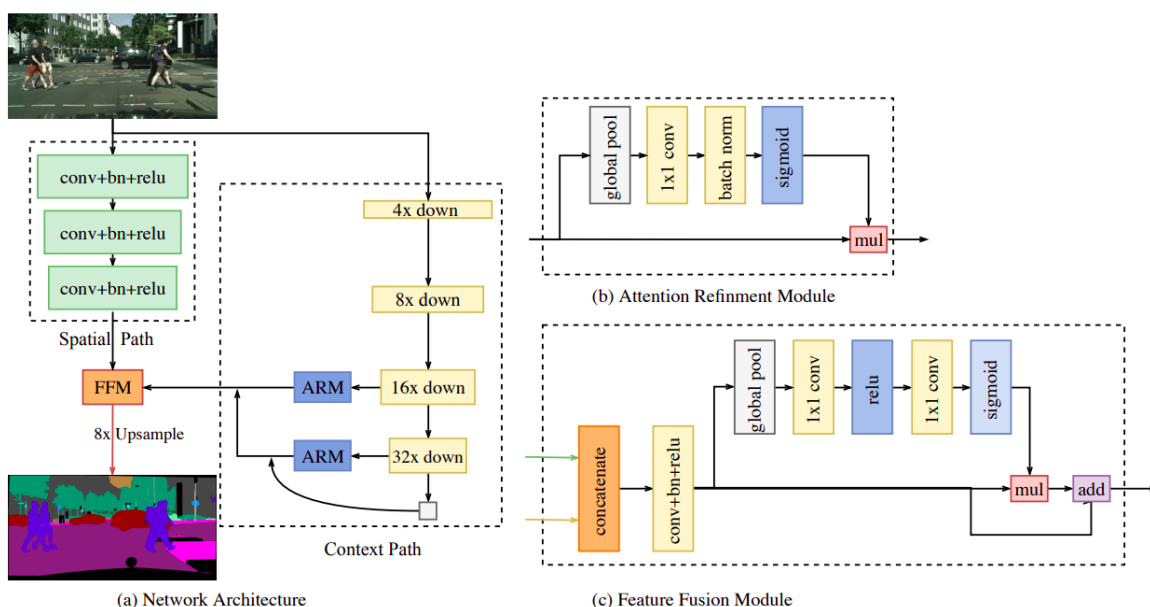 conv+bn+relu
conv+bn+relu
conv+bn+relu
Spatial Path
FFM
8x Upsample
4x down
8x down
ARM
16x down
ARM
32x down
Context Path
(a) Network Architecture
global pool
1x1 conv
batch norm
sigmoid
mul
(b) Attention Refinment Module
concatenate
conv+bn+relu
global pool
1x1 conv
relu
1x1 conv
sigmoid
mul
add
(c) Feature Fusion Module